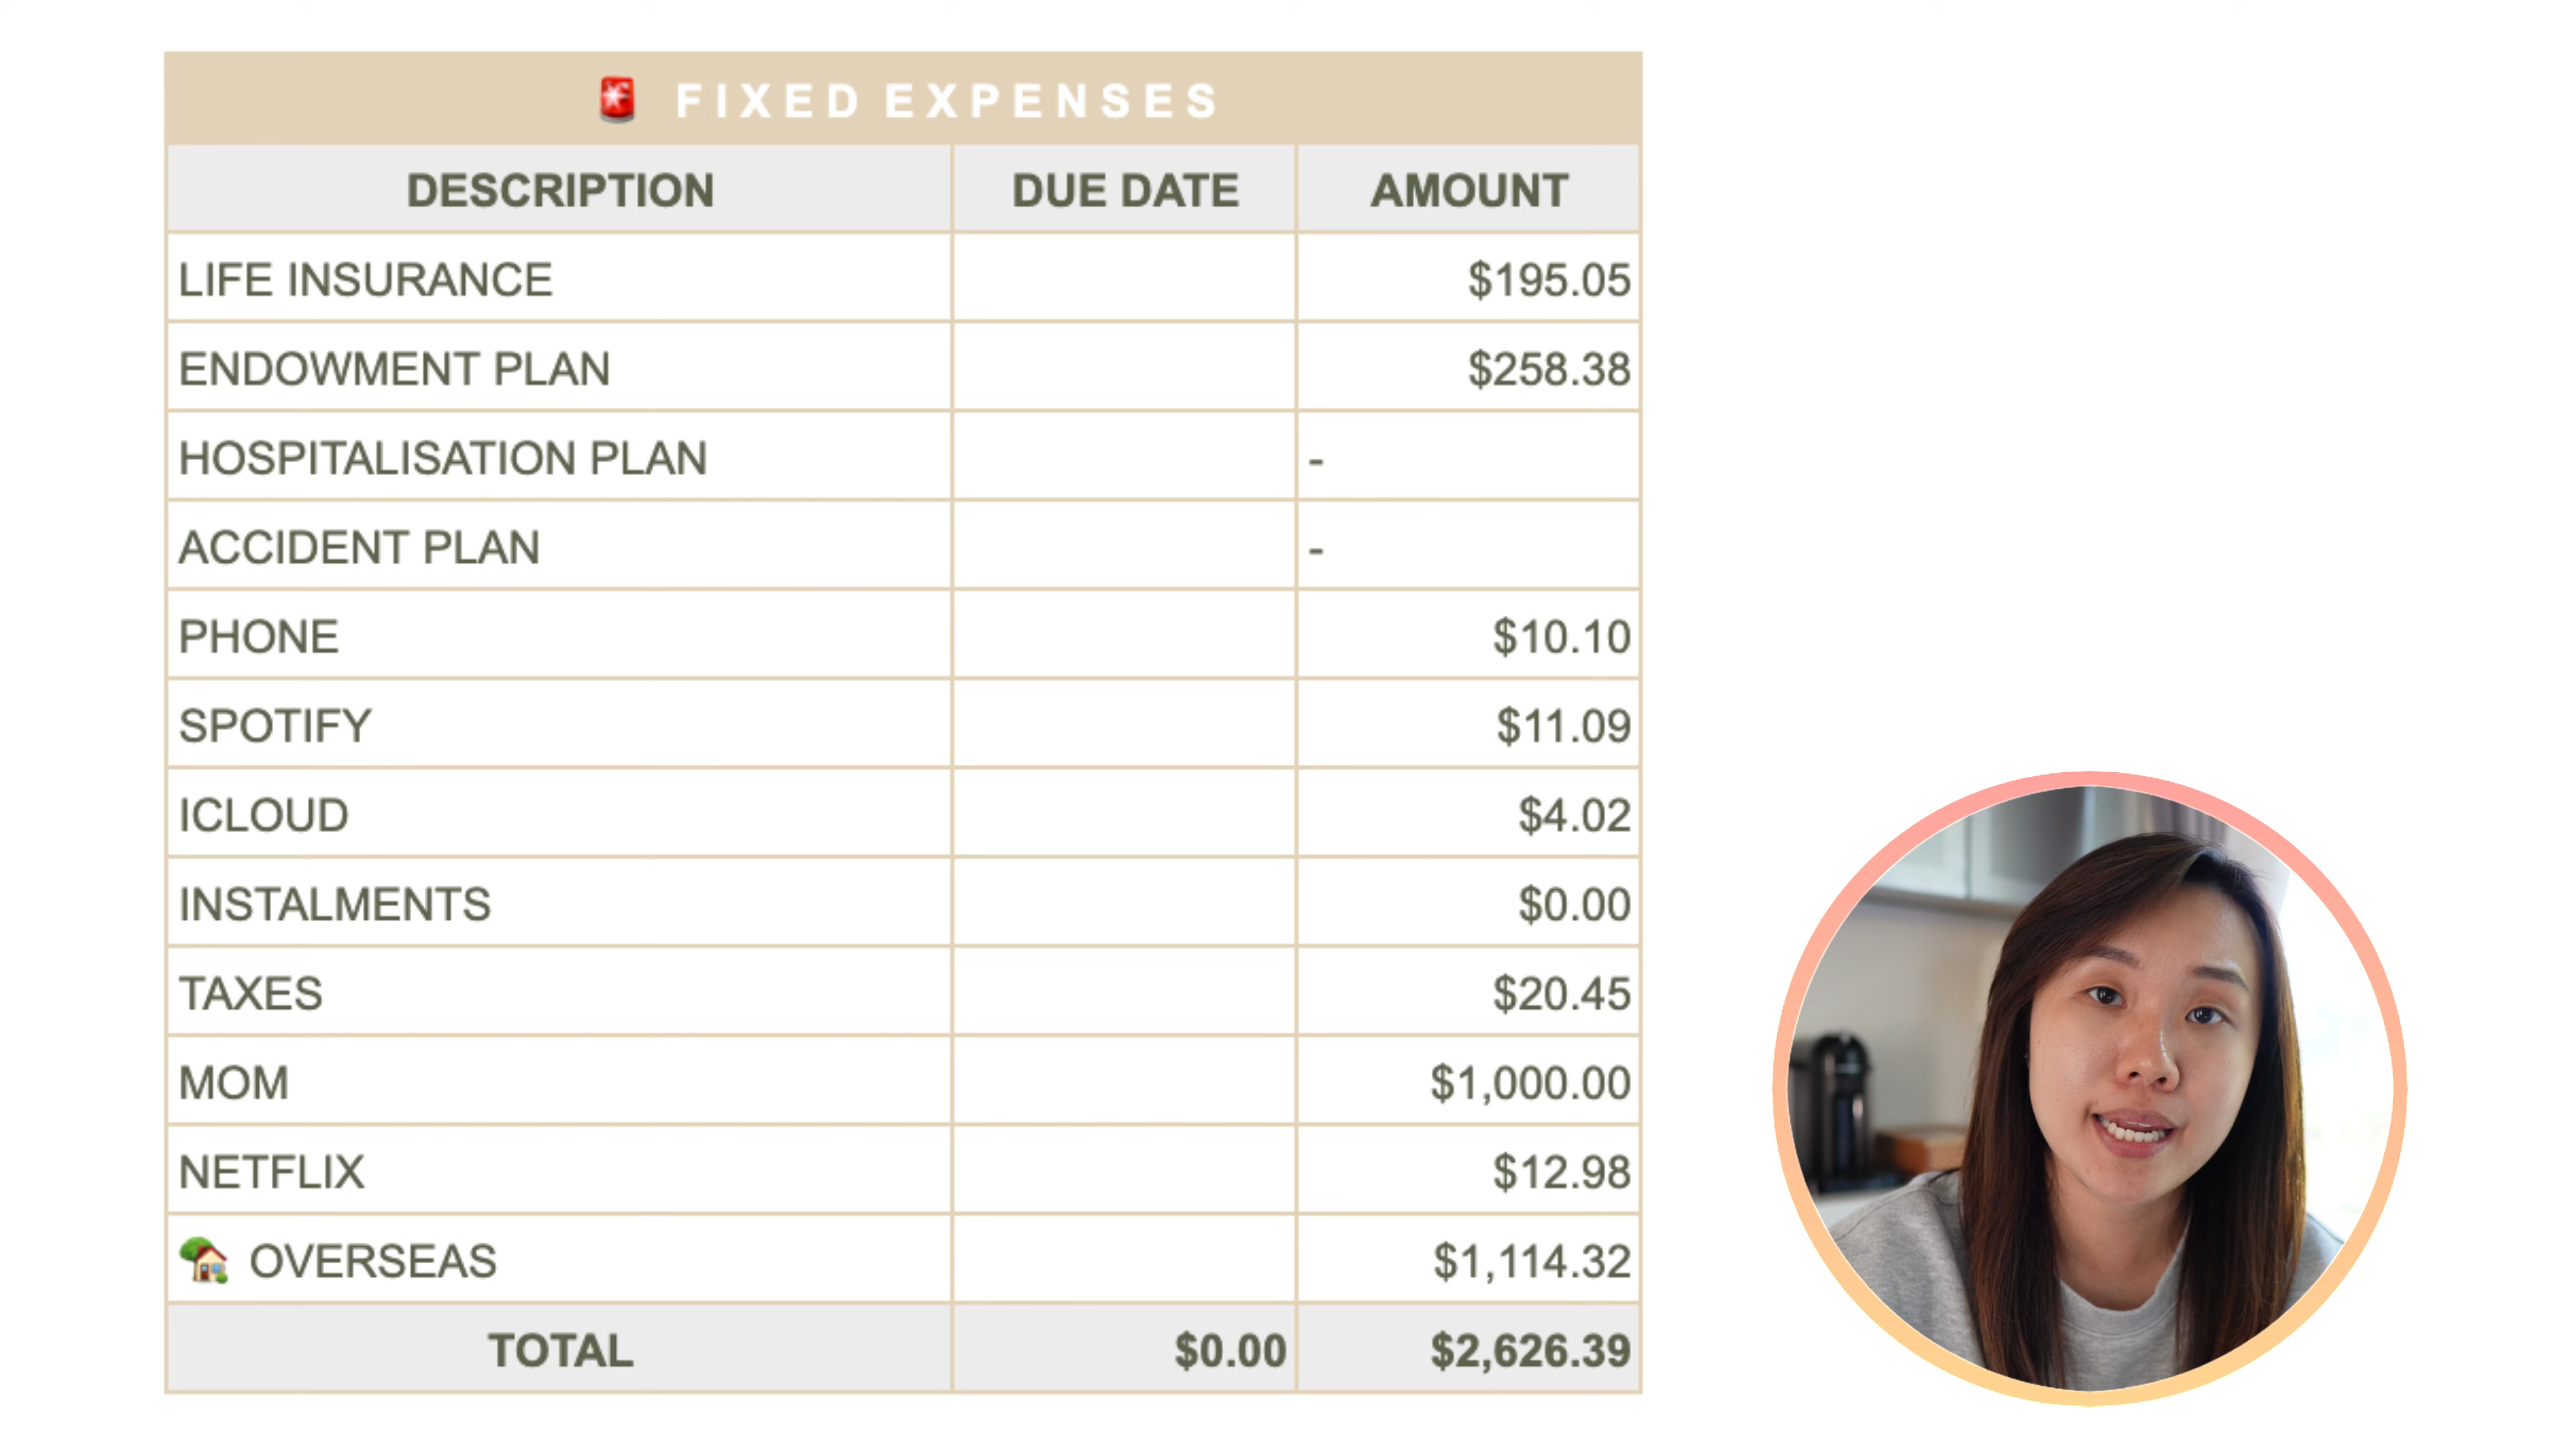 🚨 FIXED EXPENSES
DESCRIPTION DUE DATE AMOUNT
LIFE INSURANCE $195.05
ENDOWMENT PLAN $258.38
HOSPITALISATION PLAN -
ACCIDENT PLAN -
PHONE $10.10
SPOTIFY $11.09
ICLOUD $4.02
INSTALMENTS $0.00
TAXES $20.45
MOM $1,000.00
NETFLIX $12.98
🏡 OVERSEAS $1,114.32
TOTAL $0.00 $2,626.39